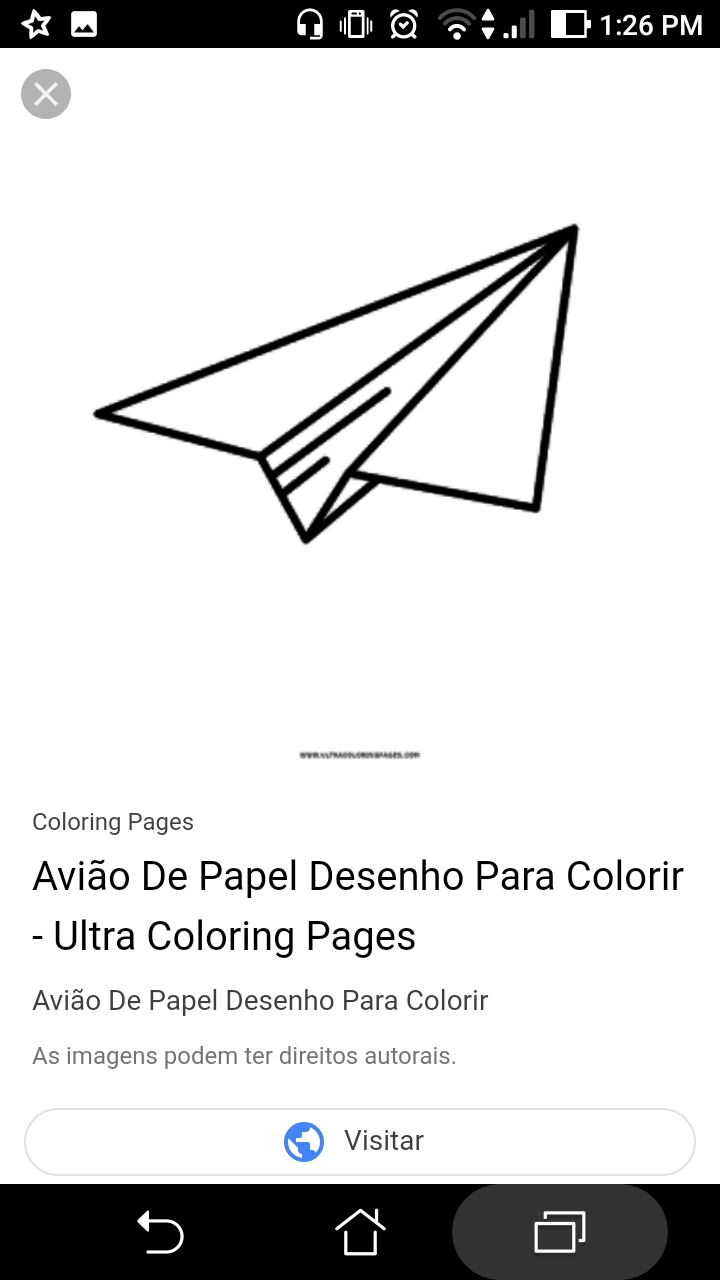 1:26 PM
WWW.ULTRACOLORINGPAGES.COM
Coloring Pages
Avião De Papel Desenho Para Colorir
- Ultra Coloring Pages
Avião De Papel Desenho Para Colorir
As imagens podem ter direitos autorais.
Visitar